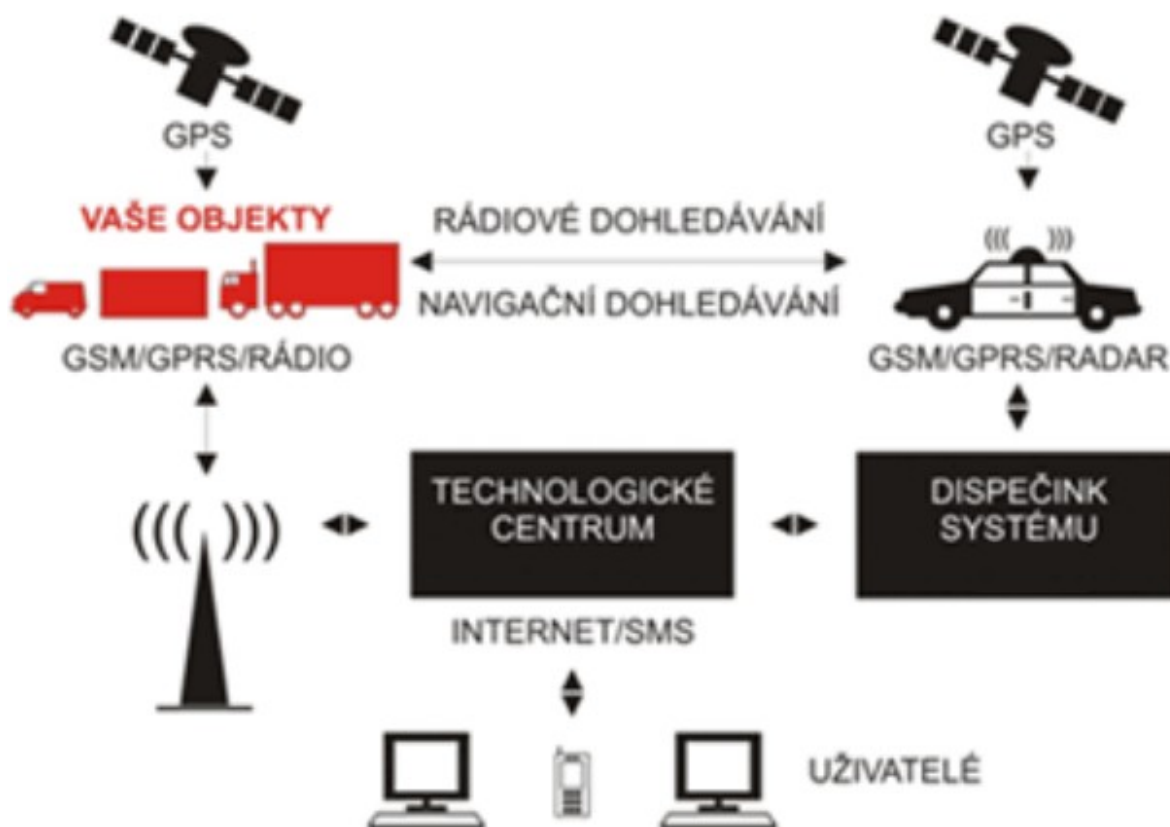 GPS
GPS
VAŠE OBJEKTY
RÁDIOVÉ DOHLEDÁVÁNÍ
NAVIGAČNÍ DOHLEDÁVÁNÍ
GSM/GPRS/RÁDIO
GSM/GPRS/RADAR
TECHNOLOGICKÉ
CENTRUM
DISPEČINK
SYSTÉMU
INTERNET/SMS
UŽIVATELÉ